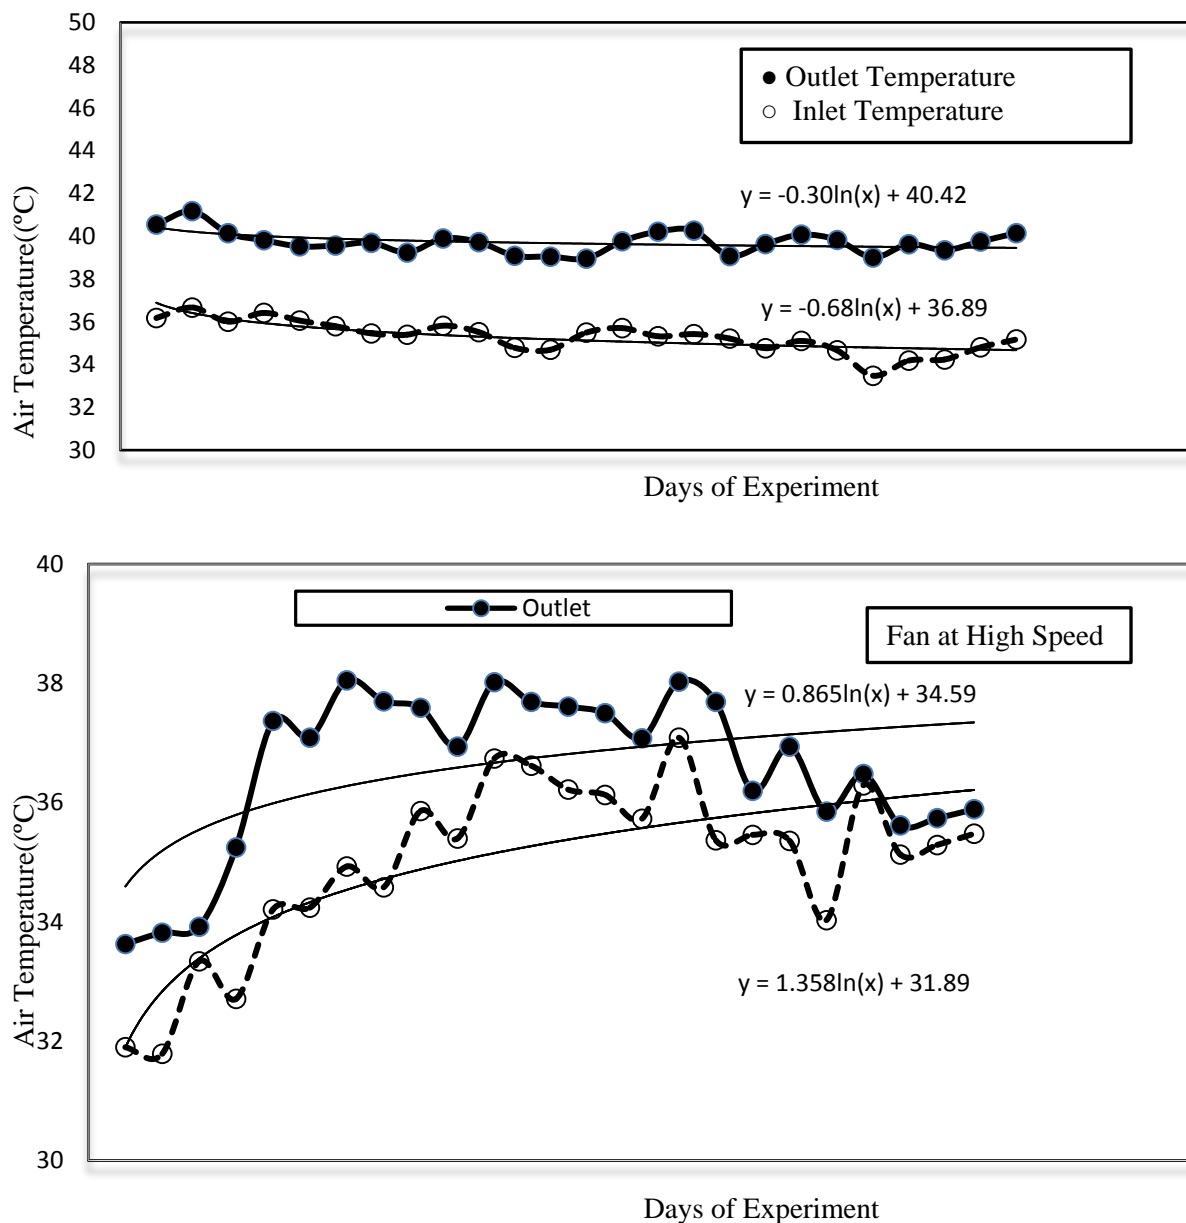 50
48
46
44
42
40
38
36
34
32
30
Air Temperature((ºC)
Outlet Temperature
Inlet Temperature
y = -0.30ln(x) + 40.42
y = -0.68ln(x) + 36.89
Days of Experiment
40
38
36
34
32
30
Air Temperature((ºC)
Outlet
Fan at High Speed
y = 0.865ln(x) + 34.59
y = 1.358ln(x) + 31.89
Days of Experiment